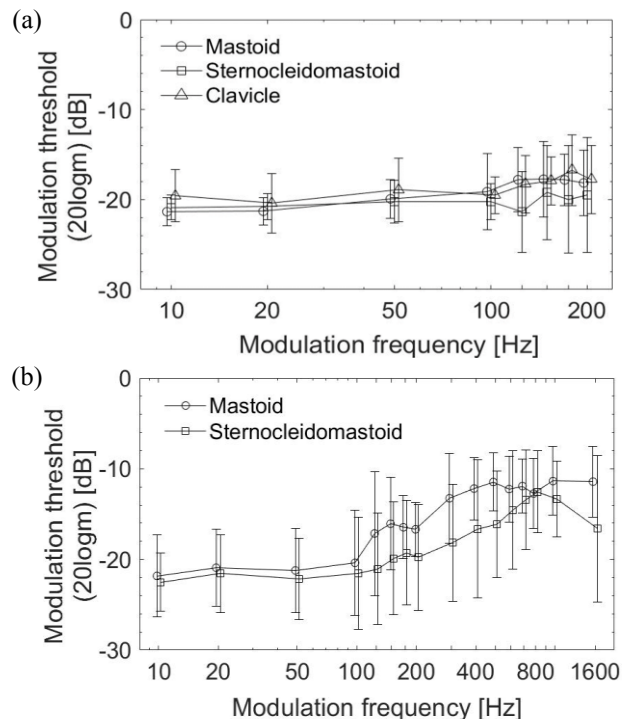 (a)
0
Mastoid
Sternocleidomastoid
Clavicle
-10
-20
-30
Modulation threshold
(20logm) [dB]
10 20 50 100 200
Modulation frequency [Hz]
(b)
0
Mastoid
Sternocleidomastoid
-10
-20
-30
Modulation threshold
(20logm) [dB]
10 20 50 100 200 400 800 1600
Modulation frequency [Hz]